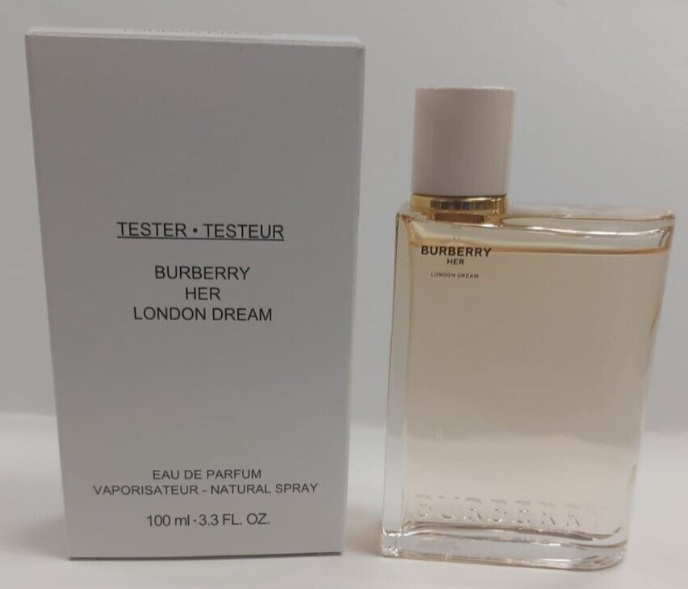 TESTER • TESTEUR
BURBERRY
HER
LONDON DREAM
EAU DE PARFUM
VAPORISATEUR - NATURAL SPRAY
100 ml · 3.3 FL. OZ.
BURBERRY
HER
LONDON DREAM
BURBERRY